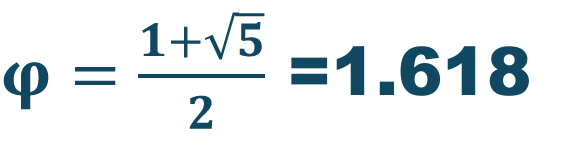 φ = (1+√5)/2 =1.618